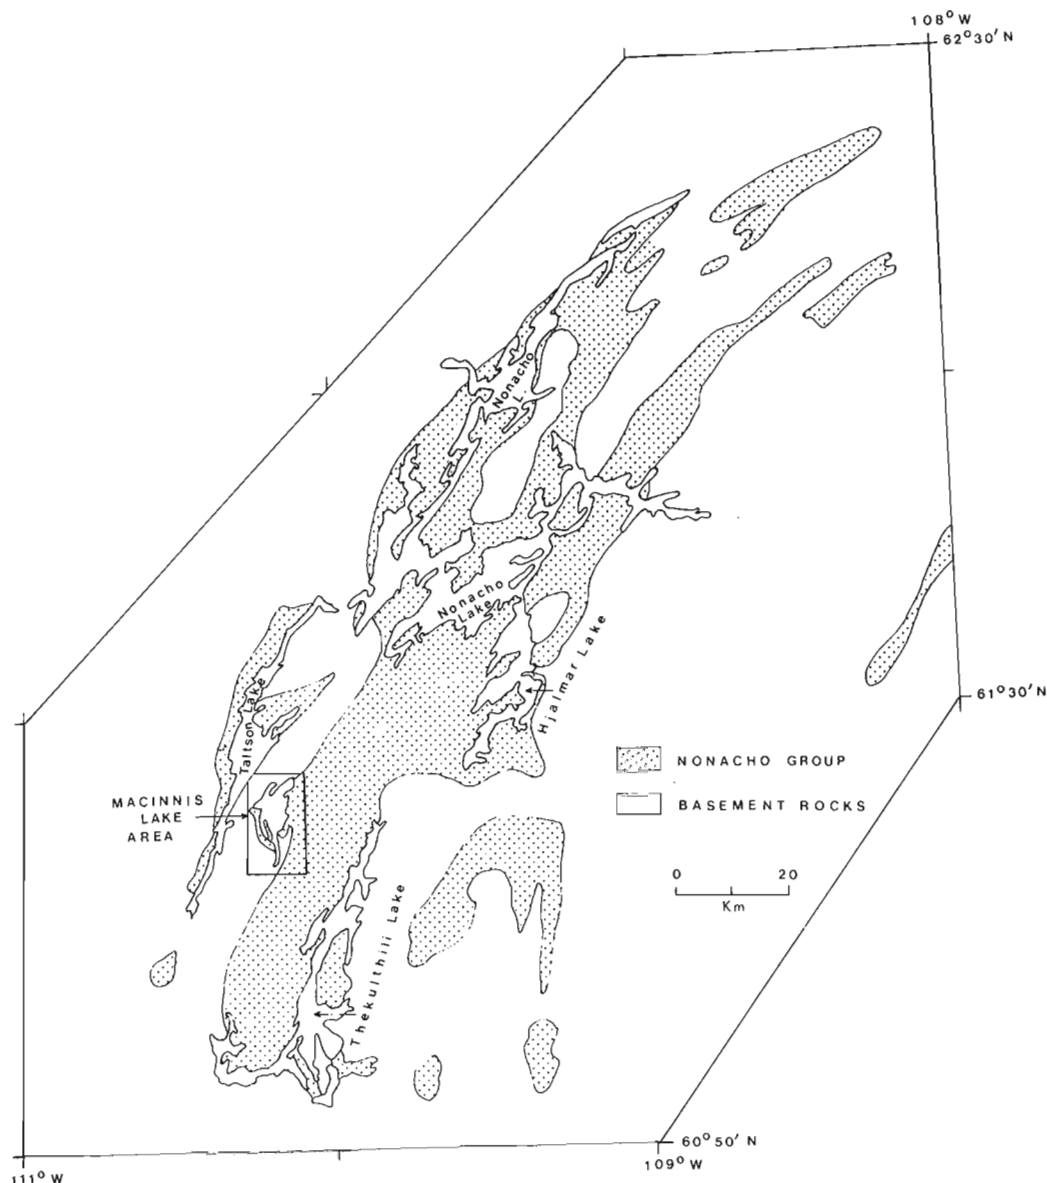 108° W
62°30′ N
Nonacho
L.
Nonacho
Lake
61°30′ N
Hjalmar Lake
Taltson Lake
NONACHO GROUP
BASEMENT ROCKS
MACINNIS
LAKE
AREA
0 20
Km
Thekulthili Lake
60°50′ N
109° W
111° W